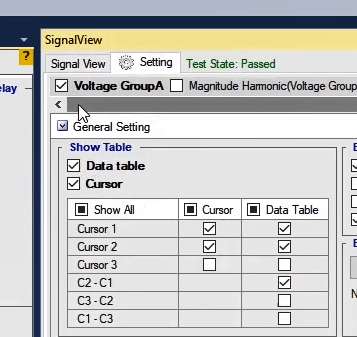 SignalView
?
elay
Signal View Setting Test State: Passed
Voltage GroupA Magnitude Harmonic(Voltage Group
<
General Setting
Show Table
Data table
Cursor
Show All Cursor Data Table
Cursor 1
Cursor 2
Cursor 3
C2 - C1
C3 - C2
C1 - C3